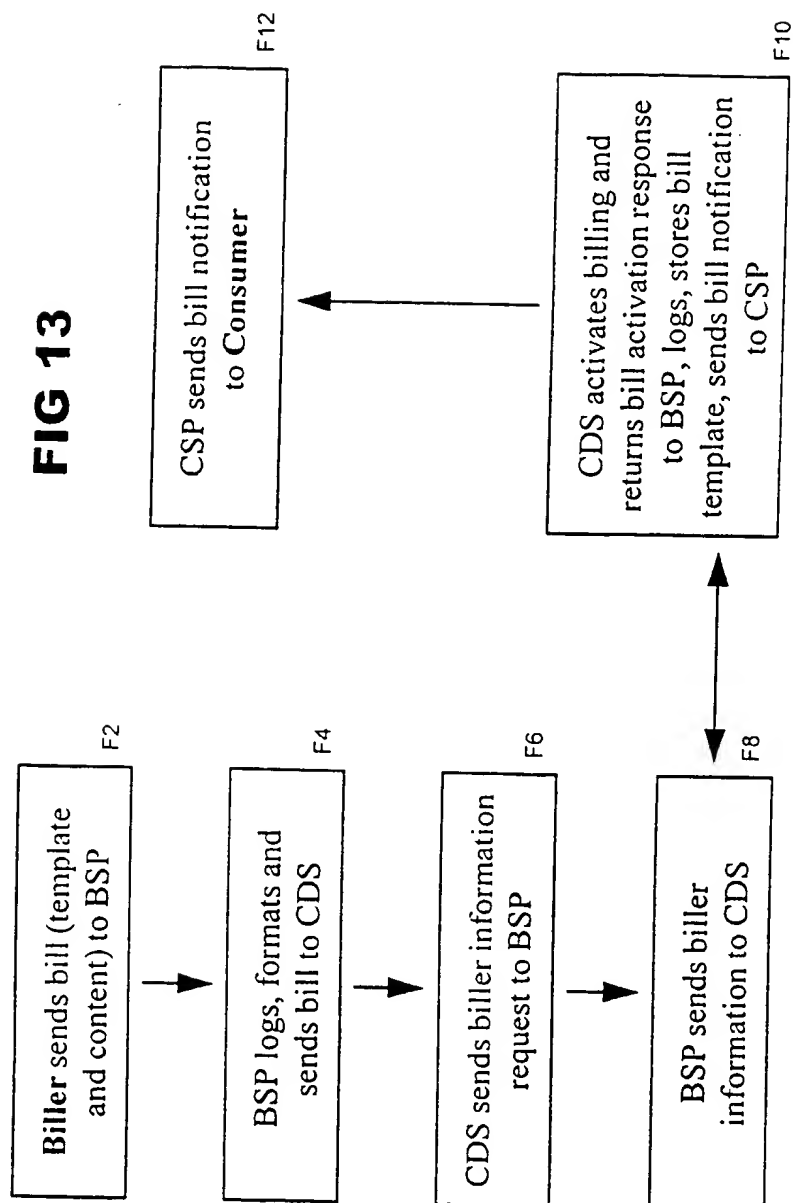 FIG 13
Biller sends bill (template
and content) to BSP
F2
BSP logs, formats and
sends bill to CDS
F4
CDS sends biller information
request to BSP
F6
BSP sends biller
information to CDS
F8
CDS activates billing and
returns bill activation response
to BSP, logs, stores bill
template, sends bill notification
to CSP
F10
CSP sends bill notification
to Consumer
F12